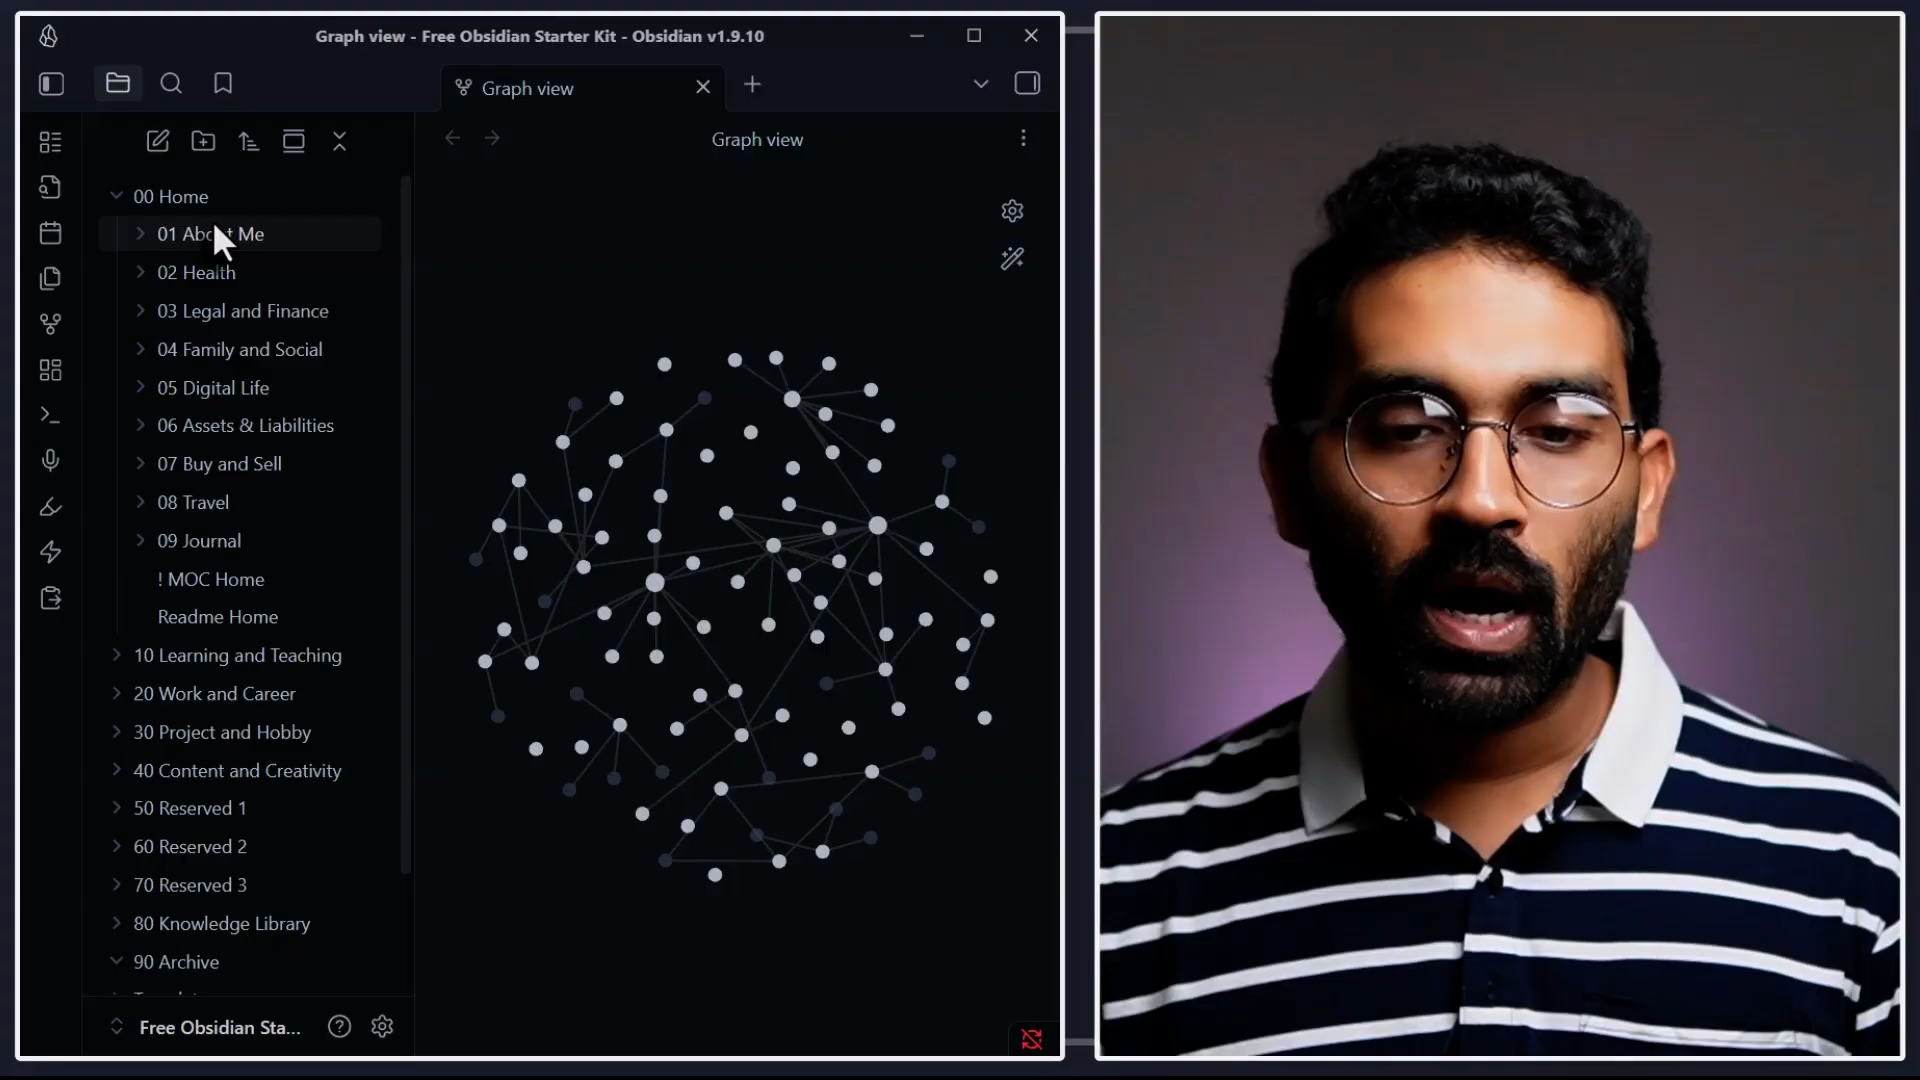 Graph view - Free Obsidian Starter Kit - Obsidian v1.9.10
Graph view
Graph view
00 Home
01 About Me
02 Health
03 Legal and Finance
04 Family and Social
05 Digital Life
06 Assets & Liabilities
07 Buy and Sell
08 Travel
09 Journal
! MOC Home
Readme Home
10 Learning and Teaching
20 Work and Career
30 Project and Hobby
40 Content and Creativity
50 Reserved 1
60 Reserved 2
70 Reserved 3
80 Knowledge Library
90 Archive
Free Obsidian Sta...